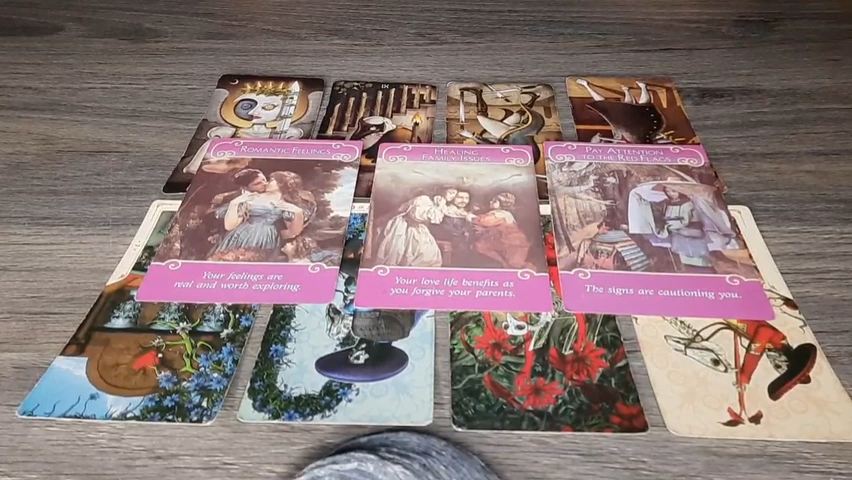 IX
ROMANTIC FEELINGS
HEALING
FAMILY ISSUES
PAY ATTENTION
TO THE RED FLAGS
Your feelings are
real and worth exploring.
Your love life benefits as
you forgive your parents.
The signs are cautioning you.